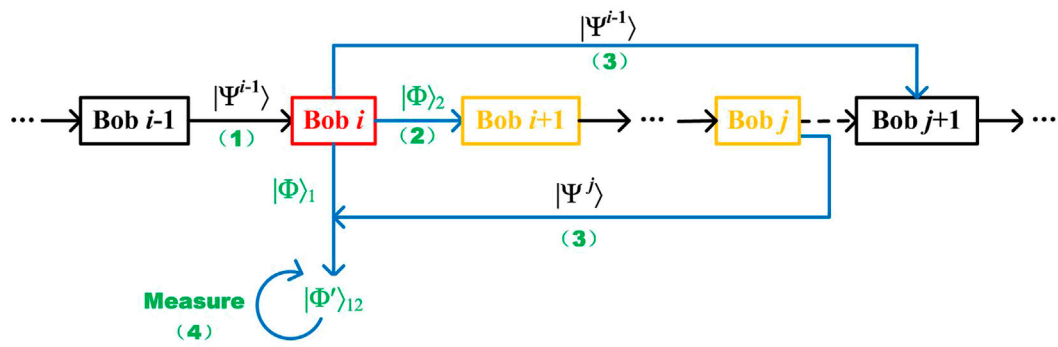 |Ψ^{i-1}⟩
（3）
··· Bob i-1 |Ψ^{i-1}⟩ （1） Bob i |Φ⟩₂ （2） Bob i+1 ··· Bob j Bob j+1 ···
|Φ⟩₁
|Ψ^j⟩
（3）
Measure
（4）
|Φ′⟩₁₂